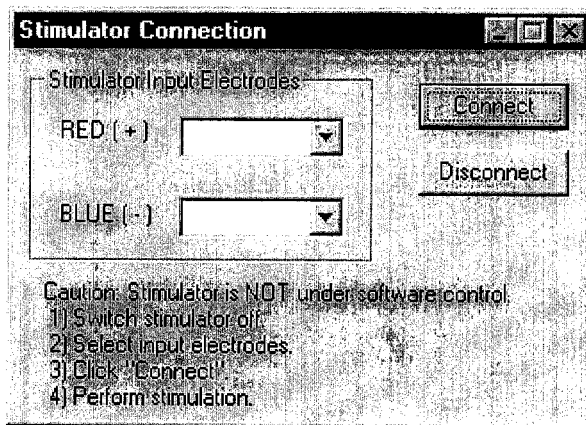 Stimulator Connection
Stimulator Input Electrodes
RED ( + )
Connect
BLUE ( - )
Disconnect
Caution: Stimulator is NOT under software control.
1) Switch stimulator off.
2) Select input electrodes.
3) Click "Connect"
4) Perform stimulation.